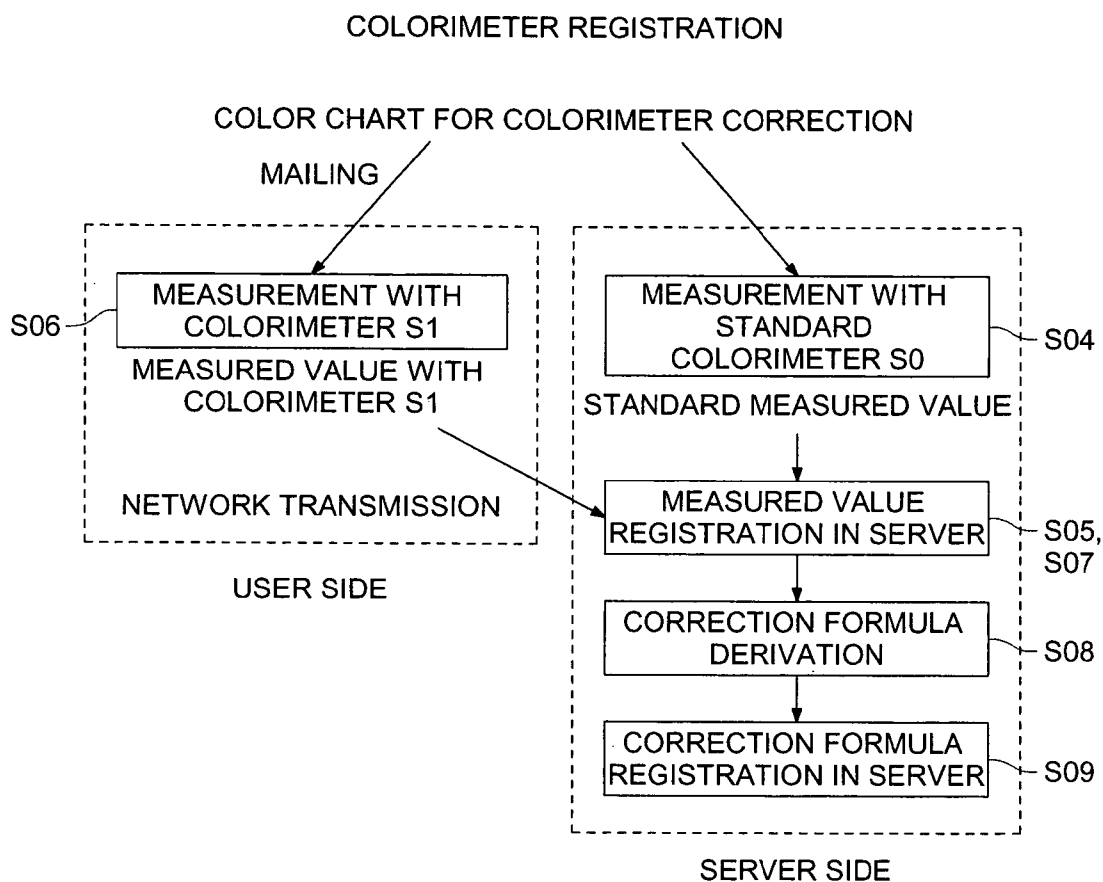 COLORIMETER REGISTRATION
COLOR CHART FOR COLORIMETER CORRECTION
MAILING
MEASUREMENT WITH
COLORIMETER S1
S06
MEASURED VALUE WITH
COLORIMETER S1
NETWORK TRANSMISSION
USER SIDE
MEASUREMENT WITH
STANDARD
COLORIMETER S0
S04
STANDARD MEASURED VALUE
MEASURED VALUE
REGISTRATION IN SERVER
S05,
S07
CORRECTION FORMULA
DERIVATION
S08
CORRECTION FORMULA
REGISTRATION IN SERVER
S09
SERVER SIDE